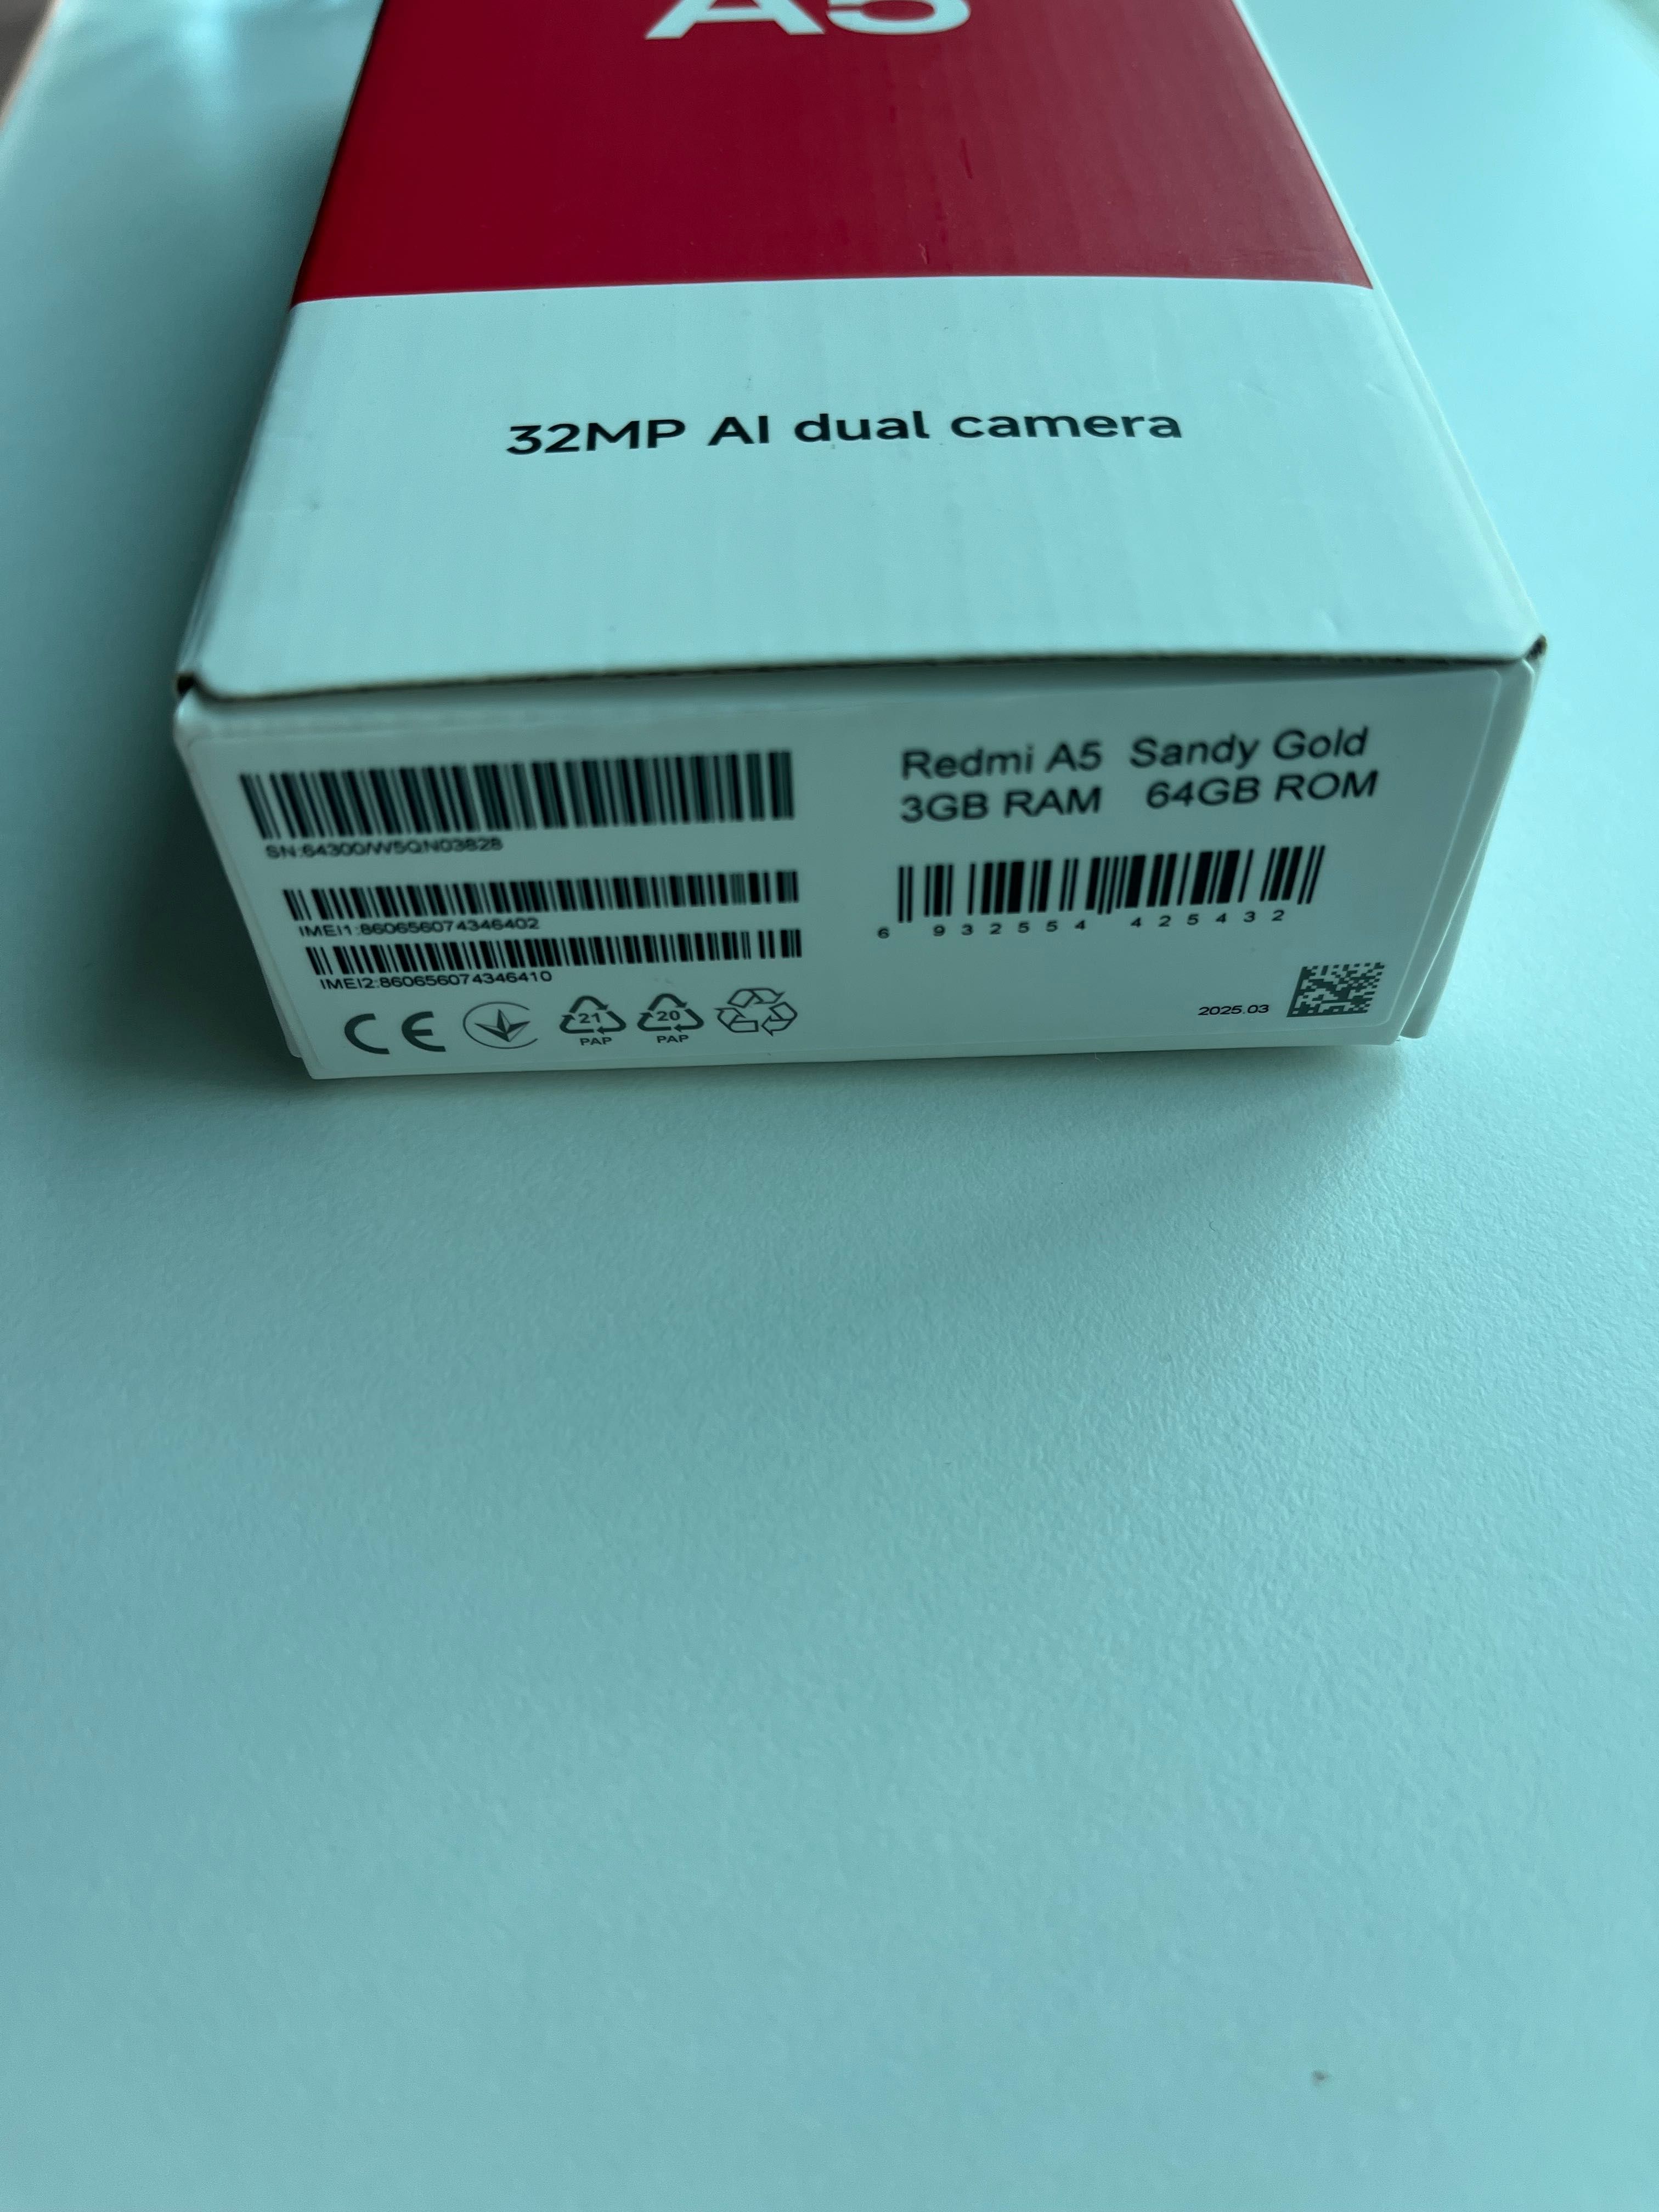 A5
32MP AI dual camera
Redmi A5 Sandy Gold
3GB RAM 64GB ROM
SN:64300/W5QN03828
IMEI1:860656074346402
IMEI2:860656074346410
6 932554 425432
CE
21
PAP
20
PAP
2025.03